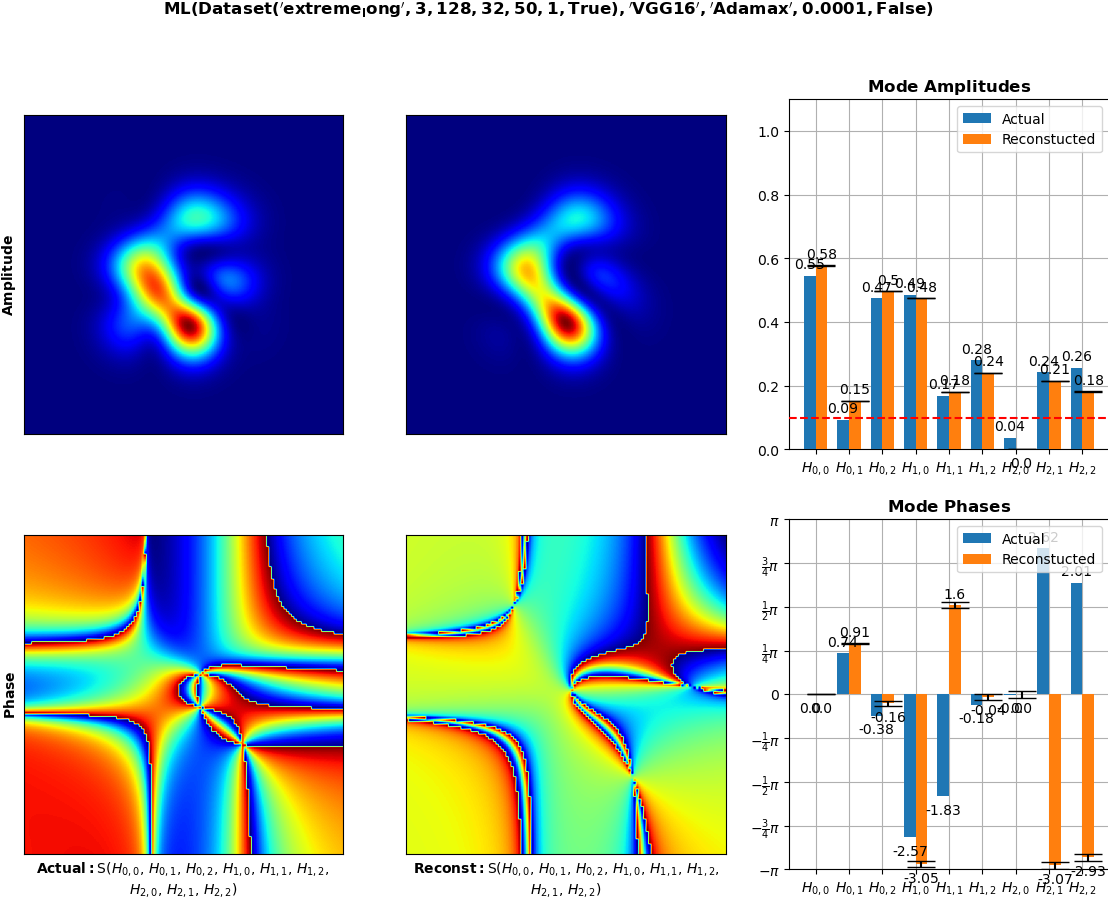 ML(Dataset(′extreme_long′, 3, 128, 32, 50, 1, True), ′VGG16′, ′Adamax′, 0.0001, False)
Amplitude
Mode Amplitudes
Actual
Reconstucted
1.0
0.8
0.6
0.4
0.2
0.0
0.55 0.58
0.09 0.15
0.47 0.5
0.49 0.48
0.17 0.18
0.28 0.24
0.04 0.0
0.24 0.21
0.26 0.18
H0,0 H0,1 H0,2 H1,0 H1,1 H1,2 H2,0 H2,1 H2,2
Phase
Mode Phases
Actual
Reconstucted
π
3/4π
1/2π
1/4π
0
−1/4π
−1/2π
−3/4π
−π
0.0 0.0
0.74 0.91
-0.38 -0.16
-2.57 -3.05
-1.83 1.6
-0.18 -0.04
0.0
-3.07
2.01 -2.93
H0,0 H0,1 H0,2 H1,0 H1,1 H1,2 H2,0 H2,1 H2,2
Actual: S(H0,0, H0,1, H0,2, H1,0, H1,1, H1,2,
H2,0, H2,1, H2,2)
Reconst: S(H0,0, H0,1, H0,2, H1,0, H1,1, H1,2,
H2,1, H2,2)